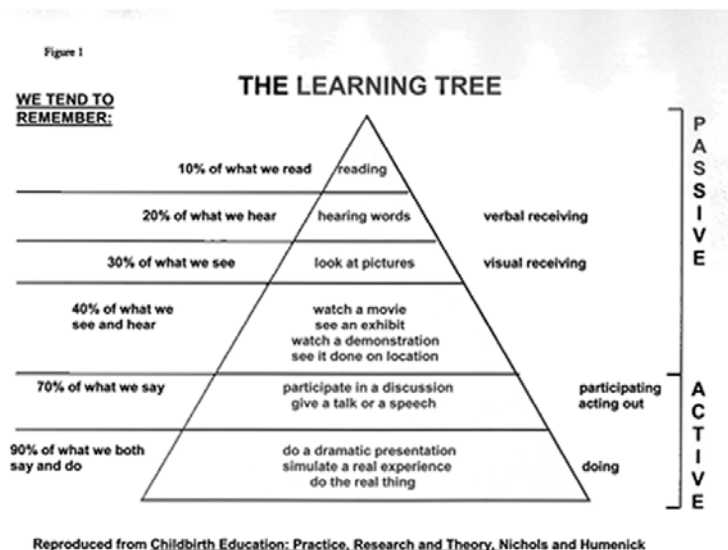 Figure 1
THE LEARNING TREE
WE TEND TO
REMEMBER:
10% of what we read
reading
20% of what we hear
hearing words
verbal receiving
30% of what we see
look at pictures
visual receiving
40% of what we
see and hear
watch a movie
see an exhibit
watch a demonstration
see it done on location
70% of what we say
participate in a discussion
give a talk or a speech
participating
acting out
90% of what we both
say and do
do a dramatic presentation
simulate a real experience
do the real thing
doing
PASSIVE
ACTIVE
Reproduced from Childbirth Education: Practice, Research and Theory, Nichols and Humenick